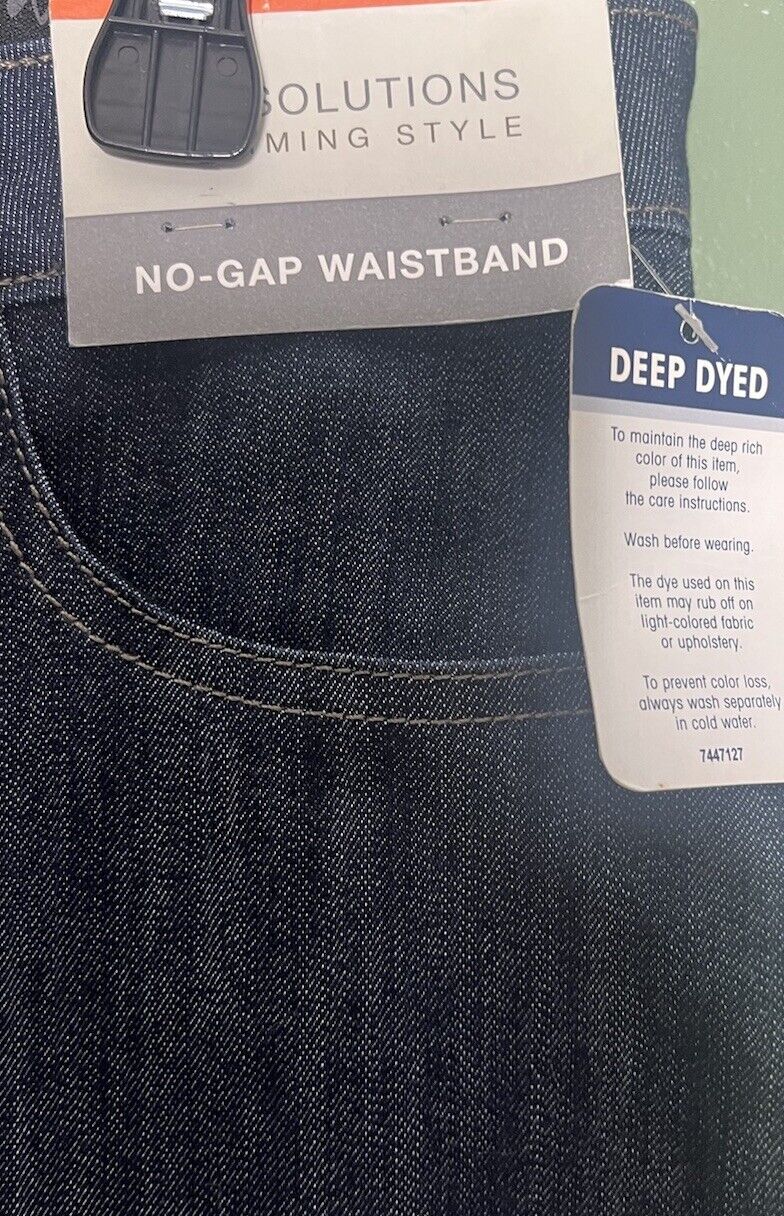 SOLUTIONS
MING STYLE
NO-GAP WAISTBAND
DEEP DYED
To maintain the deep rich
color of this item,
please follow
the care instructions.
Wash before wearing.
The dye used on this
item may rub off on
light-colored fabric
or upholstery.
To prevent color loss,
always wash separately
in cold water.
7447127